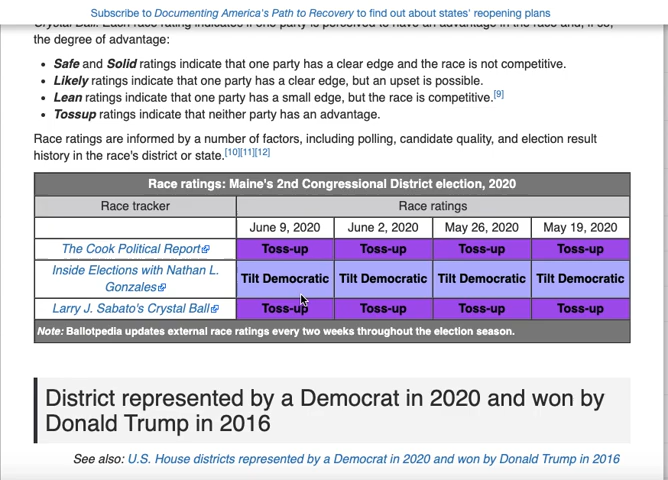 Subscribe to Documenting America's Path to Recovery to find out about states' reopening plans
the degree of advantage:
• Safe and Solid ratings indicate that one party has a clear edge and the race is not competitive.
• Likely ratings indicate that one party has a clear edge, but an upset is possible.
• Lean ratings indicate that one party has a small edge, but the race is competitive.[9]
• Tossup ratings indicate that neither party has an advantage.
Race ratings are informed by a number of factors, including polling, candidate quality, and election result
history in the race's district or state.[10][11][12]
Race ratings: Maine's 2nd Congressional District election, 2020
Race tracker Race ratings
June 9, 2020 June 2, 2020 May 26, 2020 May 19, 2020
The Cook Political Report Toss-up Toss-up Toss-up Toss-up
Inside Elections with Nathan L.
Gonzales Tilt Democratic Tilt Democratic Tilt Democratic Tilt Democratic
Larry J. Sabato's Crystal Ball Toss-up Toss-up Toss-up Toss-up
Note: Ballotpedia updates external race ratings every two weeks throughout the election season.
District represented by a Democrat in 2020 and won by
Donald Trump in 2016
See also: U.S. House districts represented by a Democrat in 2020 and won by Donald Trump in 2016